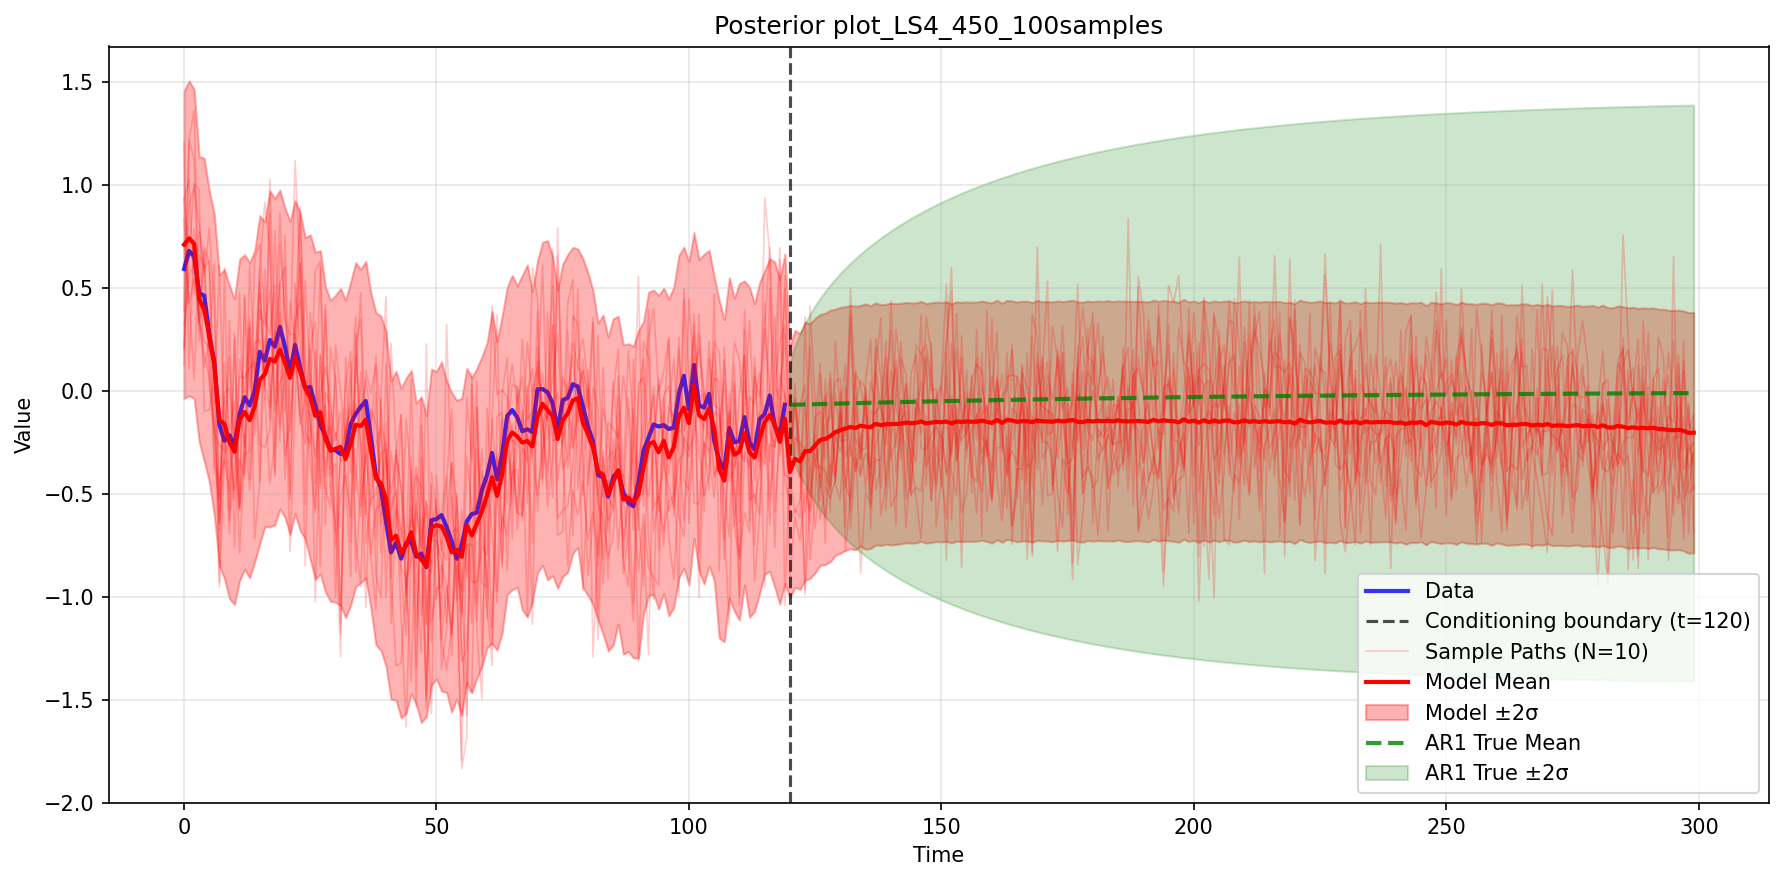 Posterior plot_LS4_450_100samples
Value
1.5
1.0
0.5
0.0
−0.5
−1.0
−1.5
−2.0
Data
Conditioning boundary (t=120)
Sample Paths (N=10)
Model Mean
Model ±2σ
AR1 True Mean
AR1 True ±2σ
0 50 100 150 200 250 300
Time